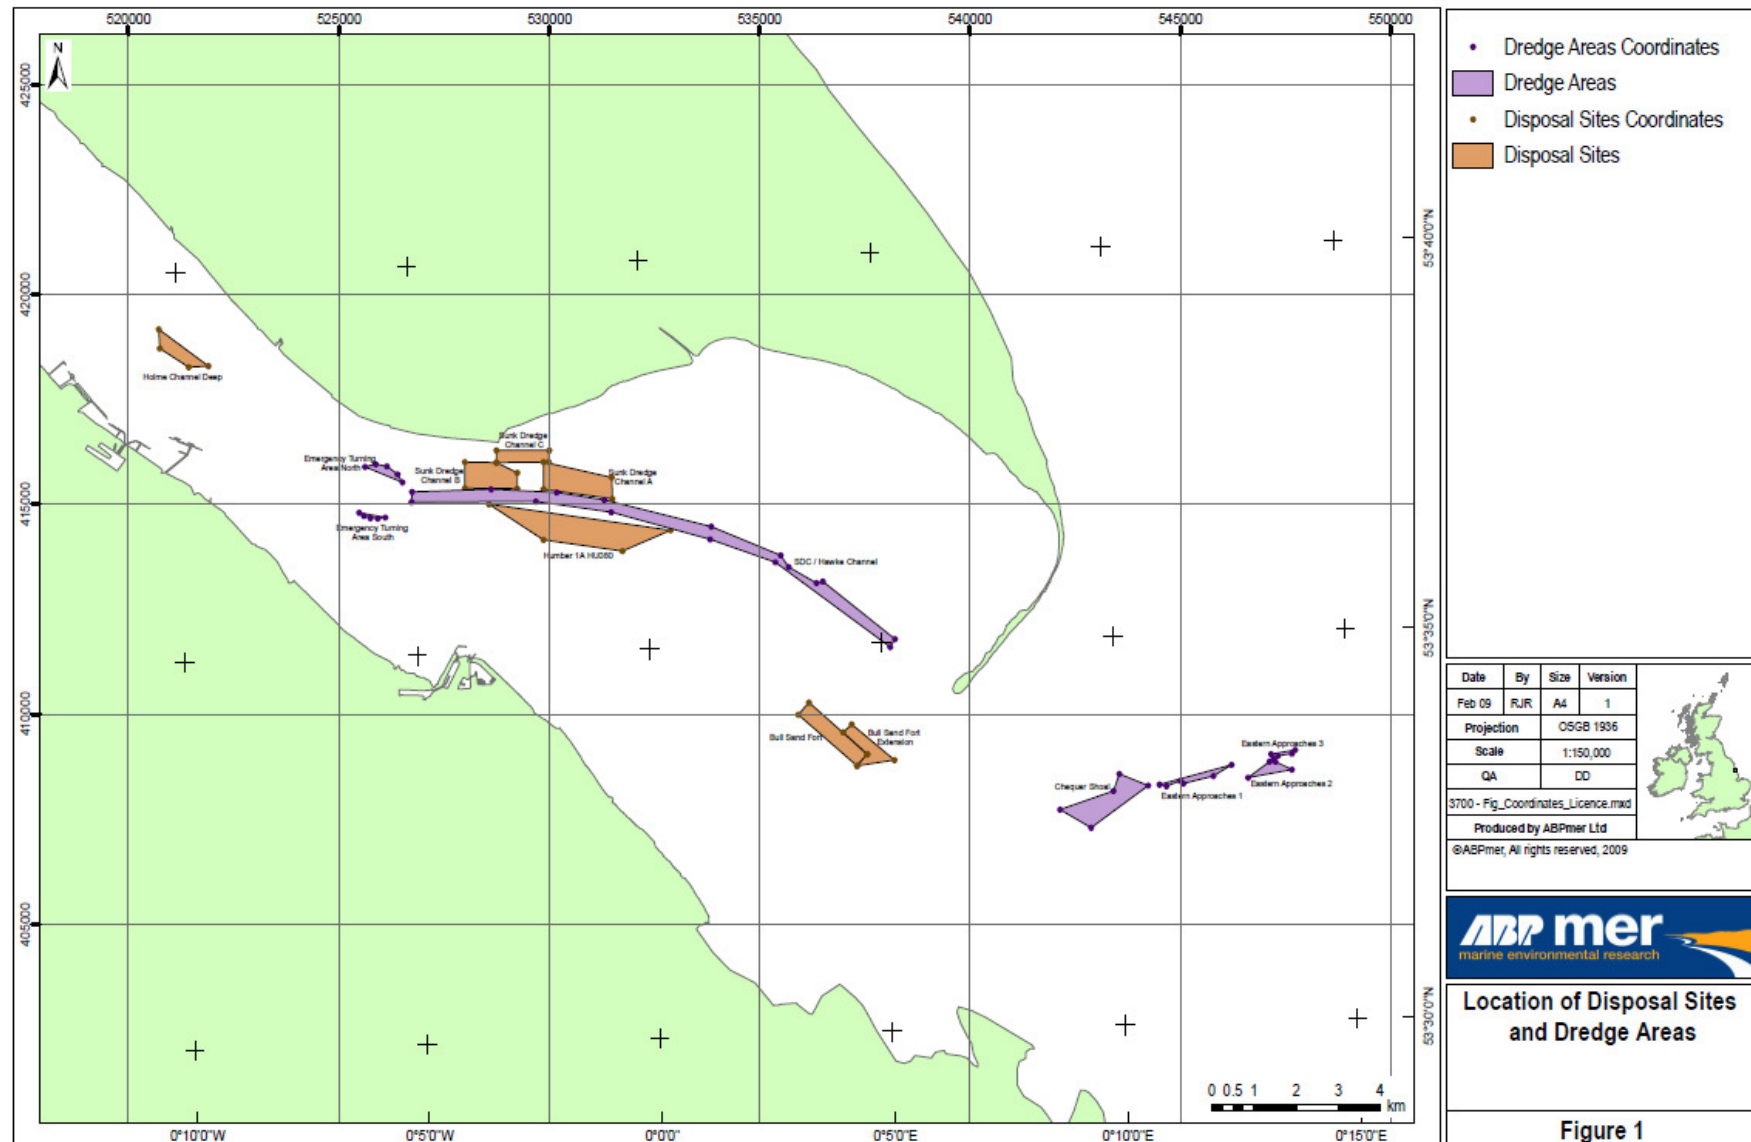 520000 525000 530000 535000 540000 545000 550000
N
425000
420000
415000
410000
405000
53°40'0"N
53°35'0"N
53°30'0"N
Holme Channel Deep
Sunk Dredge
Channel C
Emergency Turning
Area North
Sunk Dredge
Channel B
Sunk Dredge
Channel A
Emergency Turning
Area South
Humber 1A HU080
SDC / Hawke Channel
Bull Sand Fort
Bull Sand Fort
Extension
Eastern Approaches 3
Chequer Shoal
Eastern Approaches 2
Eastern Approaches 1
0 0.5 1 2 3 4
km
0°10'0"W 0°5'0"W 0°0'0" 0°5'0"E 0°10'0"E 0°15'0"E
Dredge Areas Coordinates
Dredge Areas
Disposal Sites Coordinates
Disposal Sites
Date By Size Version
Feb 09 RJR A4 1
Projection OSGB 1936
Scale 1:150,000
QA DD
3700 - Fig_Coordinates_Licence.mxd
Produced by ABPmer Ltd
©ABPmer, All rights reserved, 2009
ABP mer
marine environmental research
Location of Disposal Sites
and Dredge Areas
Figure 1